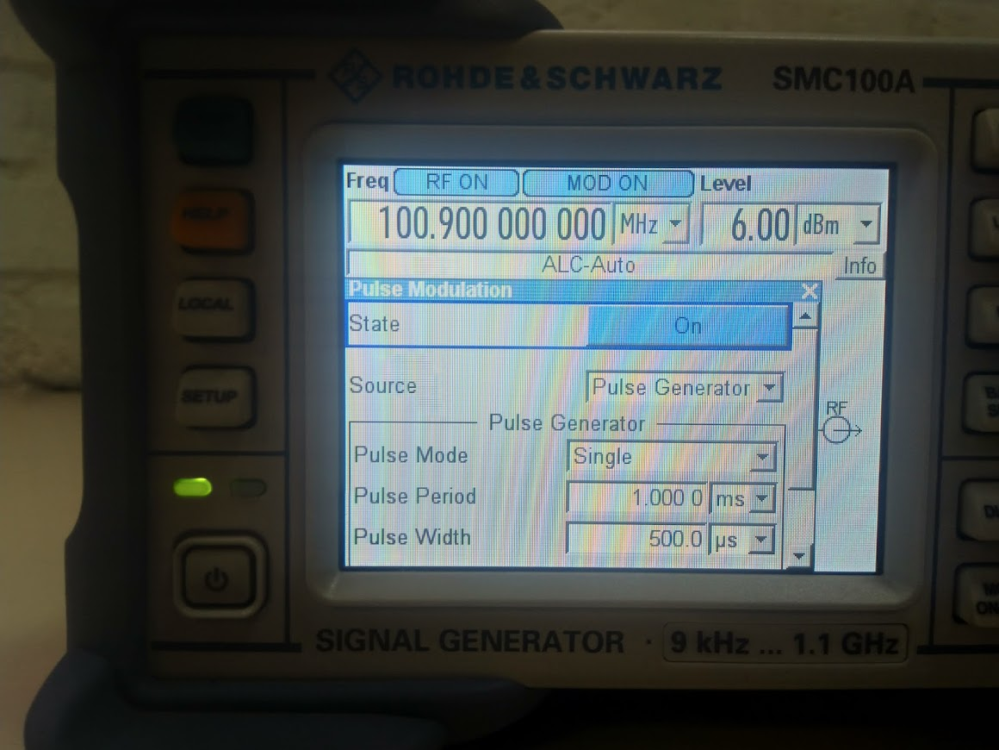 ROHDE & SCHWARZ SMC100A
Freq RF ON MOD ON Level
100.900 000 000 MHz 6.00 dBm
ALC-Auto Info
Pulse Modulation
State On
Source Pulse Generator
Pulse Generator
RF
Pulse Mode Single
Pulse Period 1.000 0 ms
Pulse Width 500.0 µs
HELP
LOCAL
SETUP
SIGNAL GENERATOR · 9 kHz ... 1.1 GHz
ON